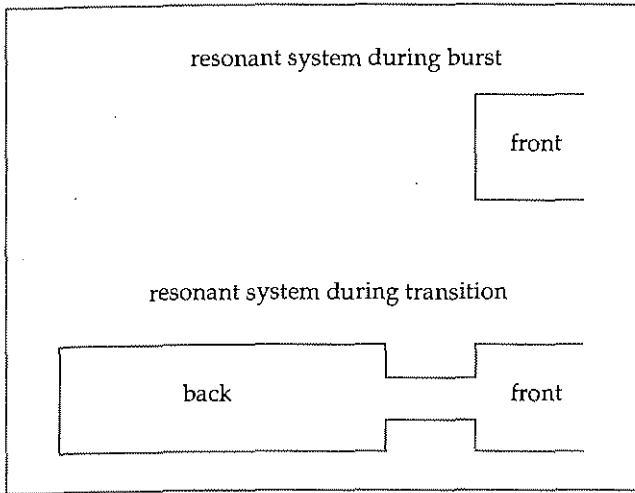 resonant system during burst
front
resonant system during transition
back front